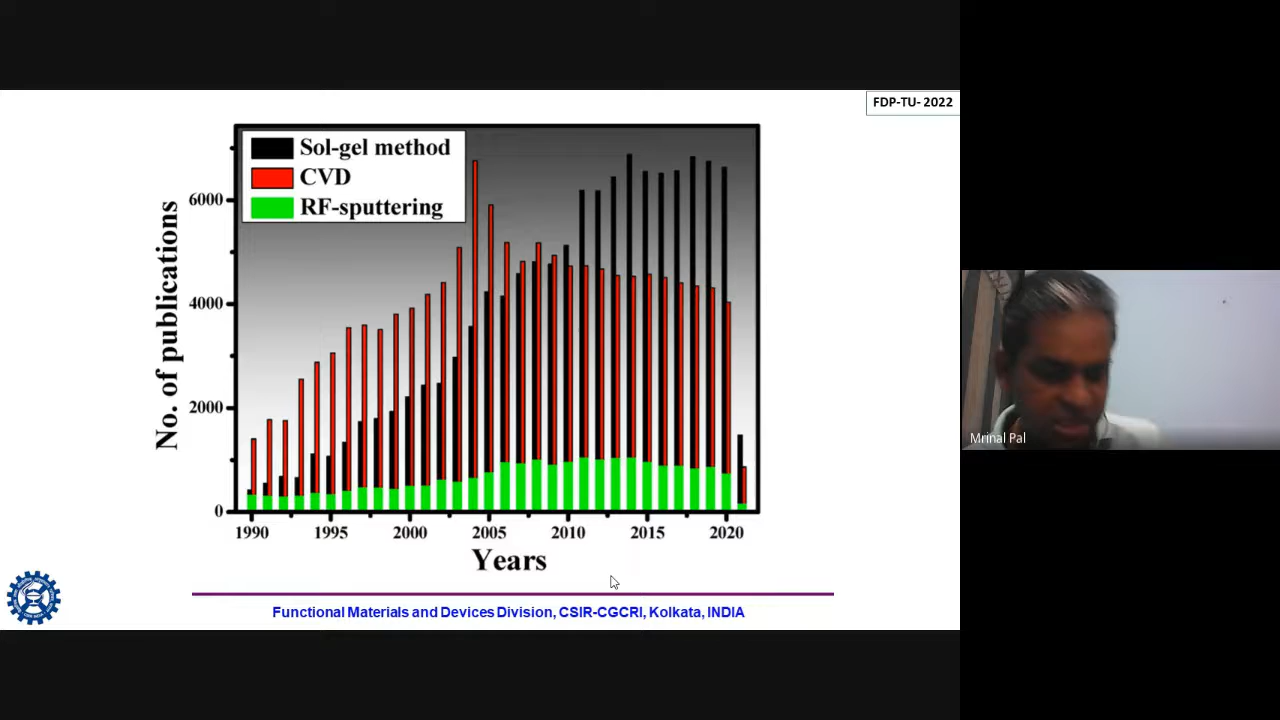 FDP-TU- 2022
Sol-gel method
CVD
RF-sputtering
No. of publications
6000
4000
2000
0
1990 1995 2000 2005 2010 2015 2020
Years
Functional Materials and Devices Division, CSIR-CGCRI, Kolkata, INDIA
Mrinal Pal